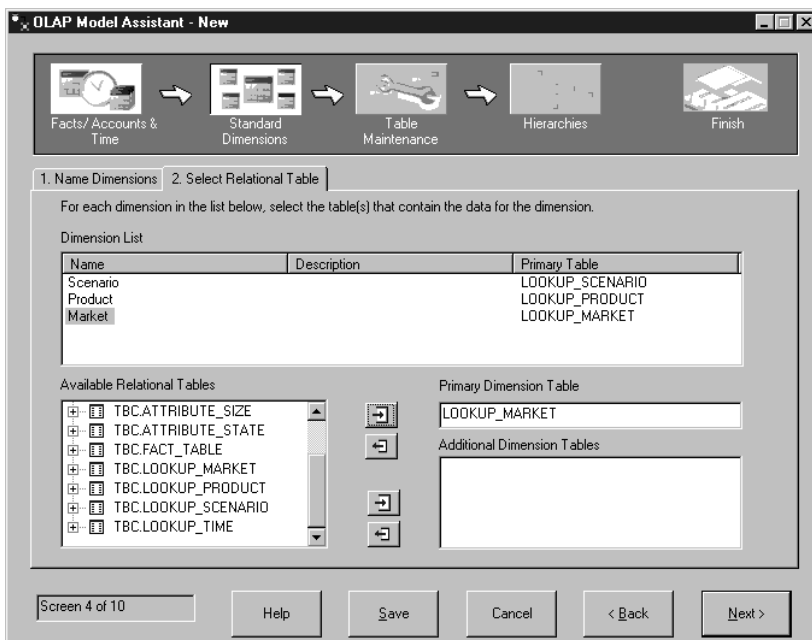 OLAP Model Assistant - New
Facts/ Accounts &
Time
Standard
Dimensions
Table
Maintenance
Hierarchies
Finish
1. Name Dimensions
2. Select Relational Table
For each dimension in the list below, select the table(s) that contain the data for the dimension.
Dimension List
Name Description Primary Table
Scenario LOOKUP_SCENARIO
Product LOOKUP_PRODUCT
Market LOOKUP_MARKET
Available Relational Tables
TBC.ATTRIBUTE_SIZE
TBC.ATTRIBUTE_STATE
TBC.FACT_TABLE
TBC.LOOKUP_MARKET
TBC.LOOKUP_PRODUCT
TBC.LOOKUP_SCENARIO
TBC.LOOKUP_TIME
Primary Dimension Table
LOOKUP_MARKET
Additional Dimension Tables
Screen 4 of 10
Help
Save
Cancel
< Back
Next >